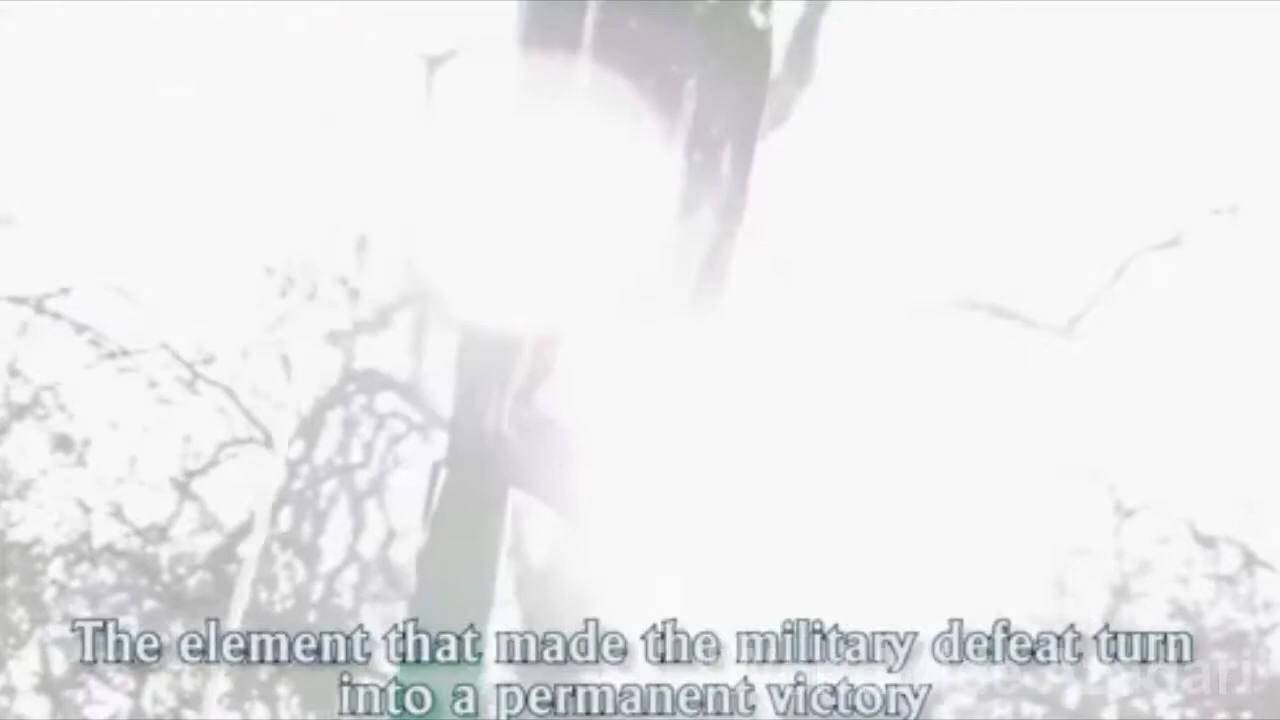 The element that made the military defeat turn
into a permanent victory